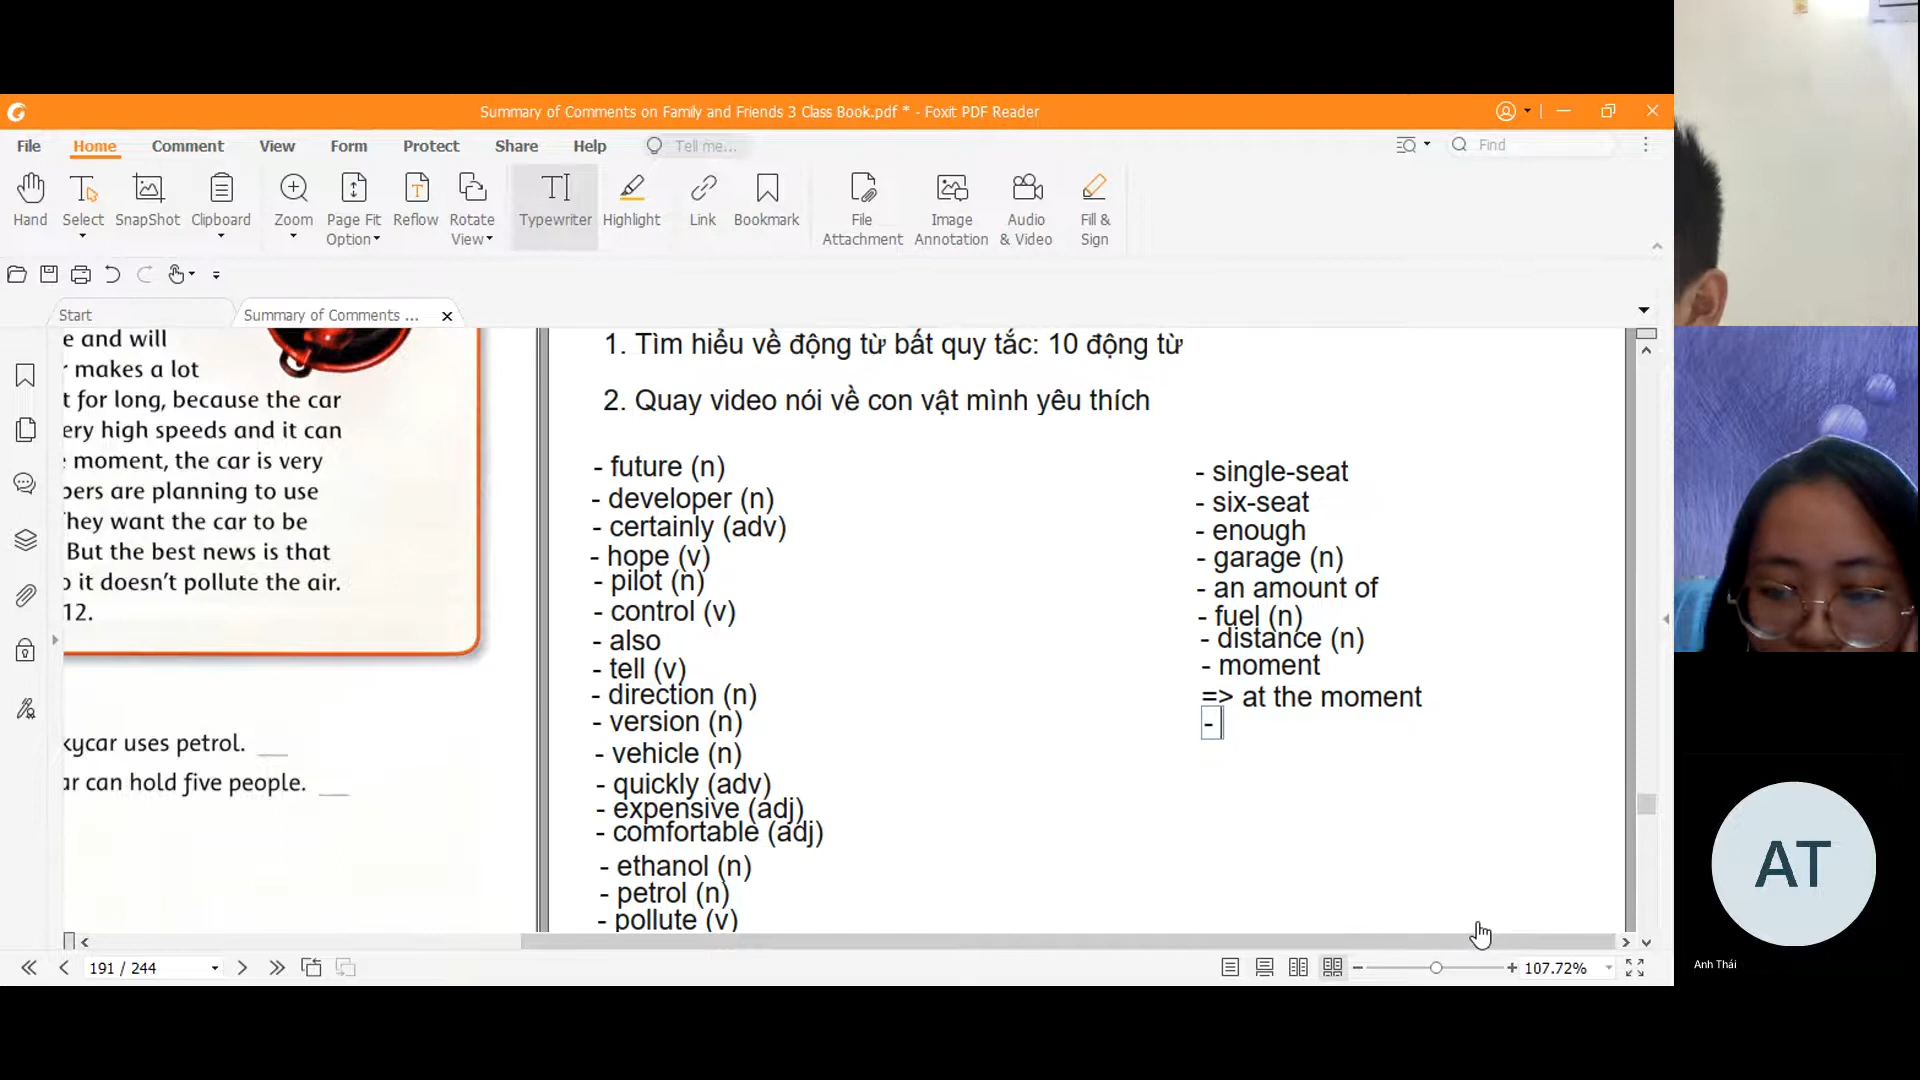 Summary of Comments on Family and Friends 3 Class Book.pdf * - Foxit PDF Reader
File Home Comment View Form Protect Share Help Tell me... Find
Hand Select SnapShot Clipboard Zoom Page Fit Option Reflow Rotate View Typewriter Highlight Link Bookmark File Attachment Image Annotation Audio & Video Fill & Sign
Start Summary of Comments ...
e and will
makes a lot
t for long, because the car
ery high speeds and it can
moment, the car is very
pers are planning to use
They want the car to be
But the best news is that
o it doesn't pollute the air.
12.
kycar uses petrol. ___
ar can hold five people. ___
1. Tìm hiểu về động từ bất quy tắc: 10 động từ
2. Quay video nói về con vật mình yêu thích
- future (n)
- developer (n)
- certainly (adv)
- hope (v)
- pilot (n)
- control (v)
- also
- tell (v)
- direction (n)
- version (n)
- vehicle (n)
- quickly (adv)
- expensive (adj)
- comfortable (adj)
- ethanol (n)
- petrol (n)
- pollute (v)
- single-seat
- six-seat
- enough
- garage (n)
- an amount of
- fuel (n)
- distance (n)
- moment
=> at the moment
-
191 / 244
107.72%
AT
Anh Thái